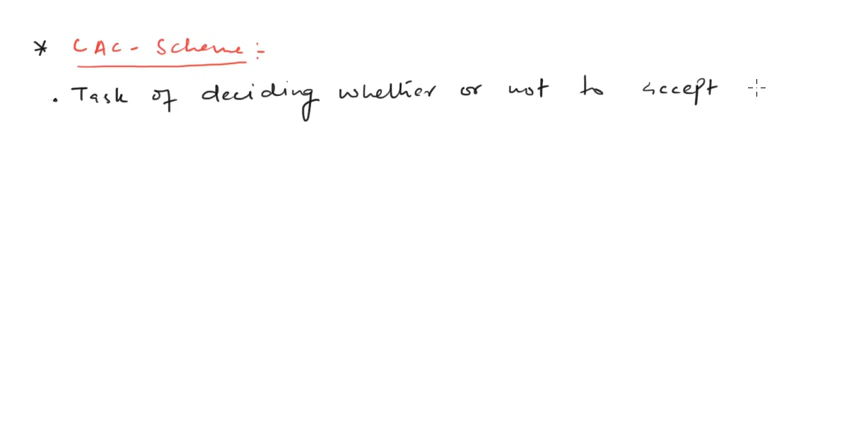 * CAC - Scheme :-
. Task of deciding whether or not to accept